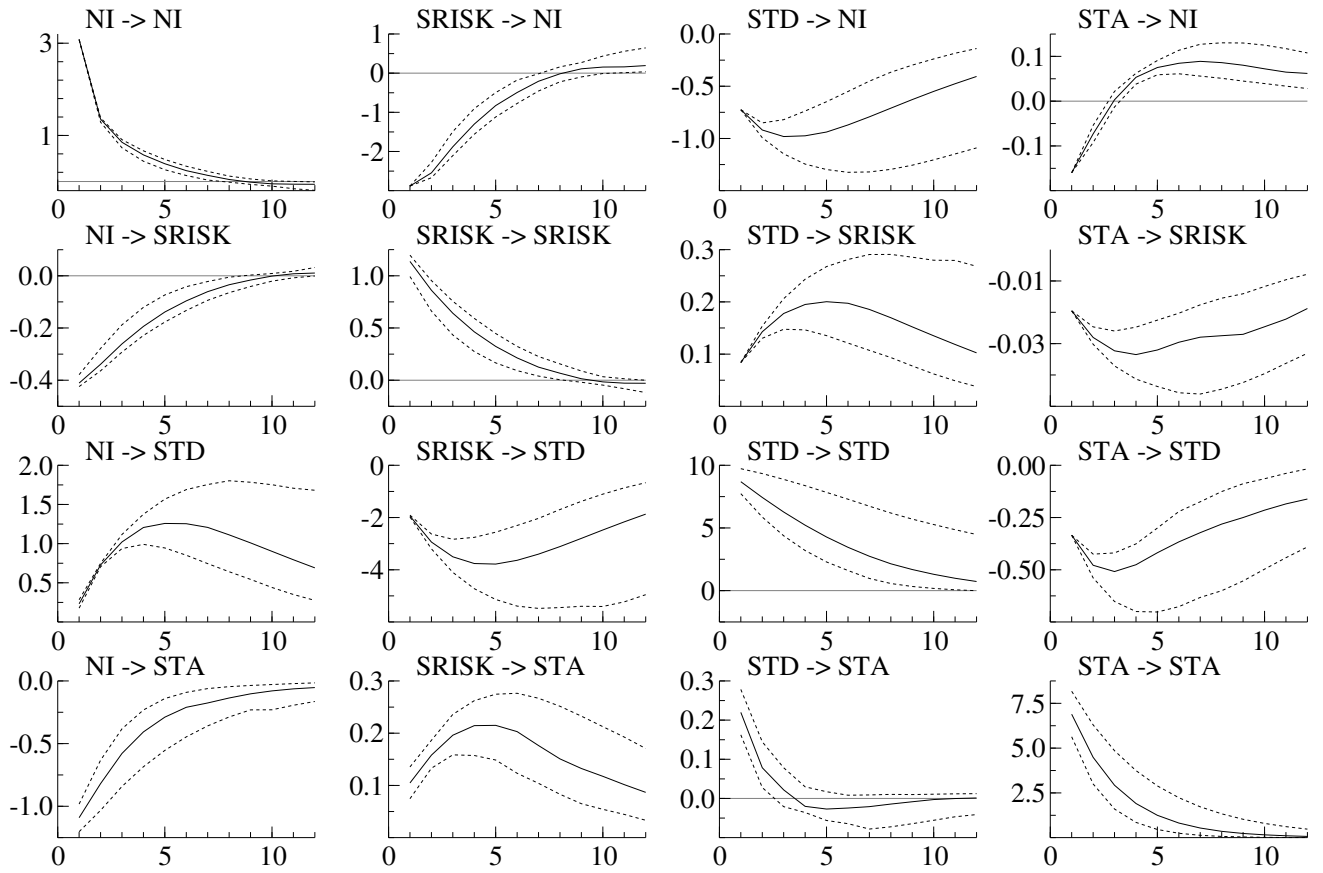 NI -> NI
3
1
0 5 10
SRISK -> NI
1
0
-1
-2
0 5 10
STD -> NI
0.0
-0.5
-1.0
0 5 10
STA -> NI
0.1
0.0
-0.1
0 5 10
NI -> SRISK
0.0
-0.2
-0.4
0 5 10
SRISK -> SRISK
1.0
0.5
0.0
0 5 10
STD -> SRISK
0.3
0.2
0.1
0 5 10
STA -> SRISK
-0.01
-0.03
0 5 10
NI -> STD
2.0
1.5
1.0
0.5
0 5 10
SRISK -> STD
0
-2
-4
0 5 10
STD -> STD
10
5
0
0 5 10
STA -> STD
0.00
-0.25
-0.50
0 5 10
NI -> STA
0.0
-0.5
-1.0
0 5 10
SRISK -> STA
0.3
0.2
0.1
0 5 10
STD -> STA
0.3
0.2
0.1
0.0
0 5 10
STA -> STA
7.5
5.0
2.5
0 5 10